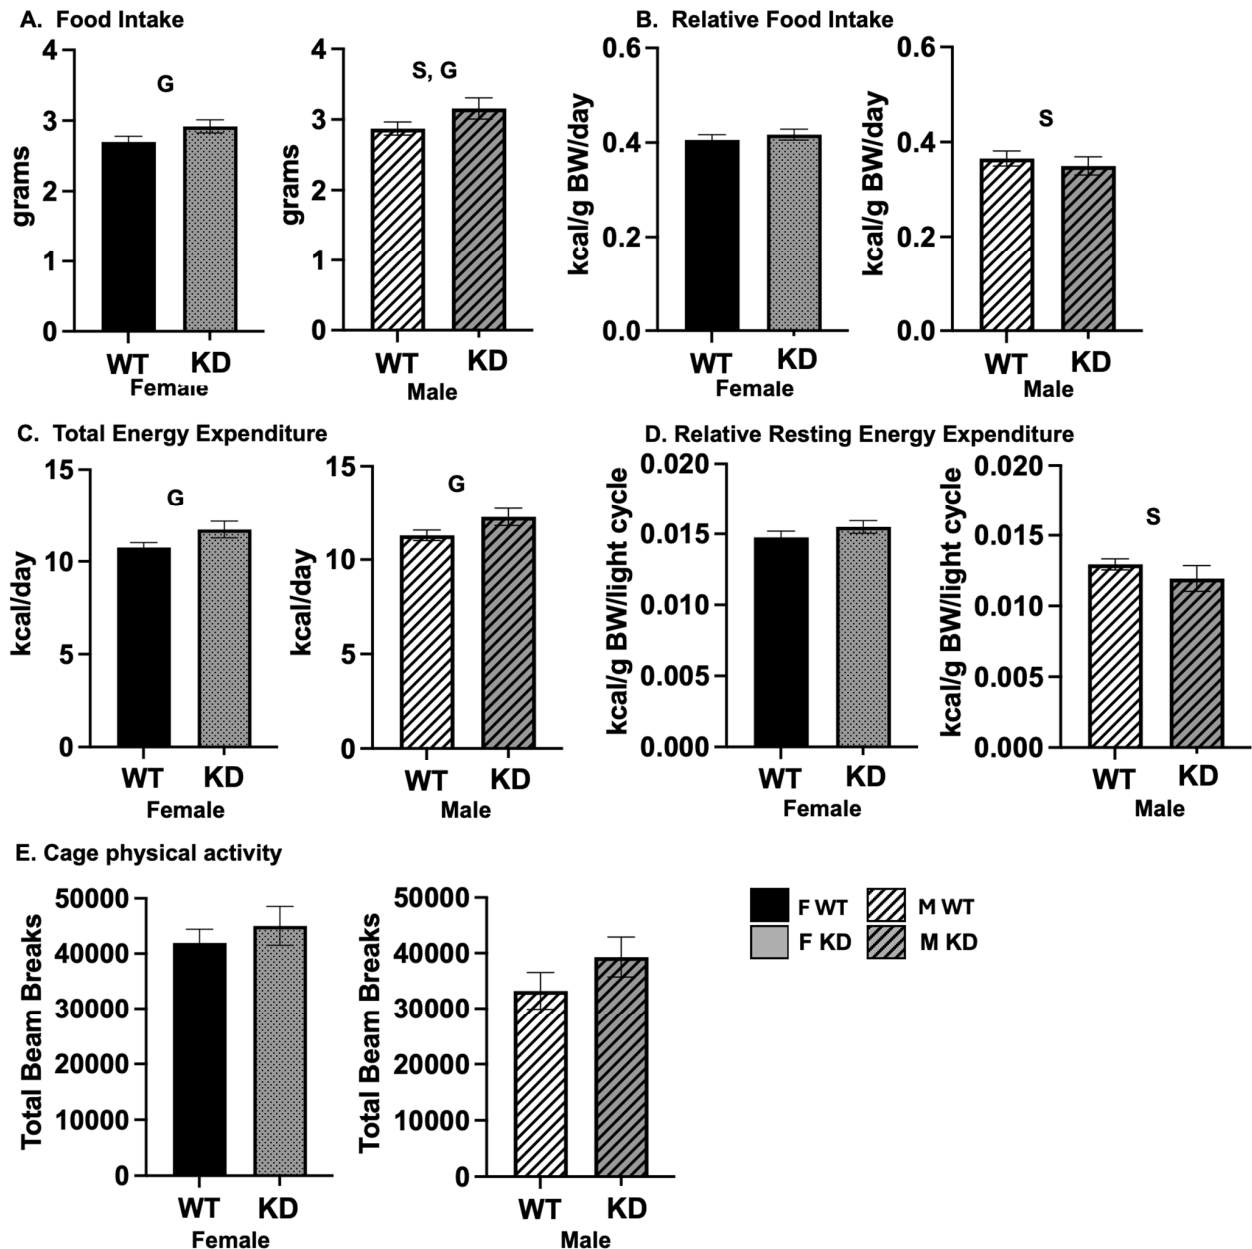 A. Food Intake
4
3
2
1
0
grams
G
WT
KD
Female
4
3
2
1
0
grams
S, G
WT
KD
Male
B. Relative Food Intake
0.6
0.4
0.2
0.0
kcal/g BW/day
WT
KD
Female
0.6
0.4
0.2
0.0
kcal/g BW/day
S
WT
KD
Male
C. Total Energy Expenditure
15
10
5
0
kcal/day
G
WT
KD
Female
15
10
5
0
kcal/day
G
WT
KD
Male
D. Relative Resting Energy Expenditure
0.020
0.015
0.010
0.005
0.000
kcal/g BW/light cycle
WT
KD
Female
0.020
0.015
0.010
0.005
0.000
kcal/g BW/light cycle
S
WT
KD
Male
E. Cage physical activity
50000
40000
30000
20000
10000
0
Total Beam Breaks
WT
KD
Female
50000
40000
30000
20000
10000
0
Total Beam Breaks
WT
KD
Male
F WT
M WT
F KD
M KD